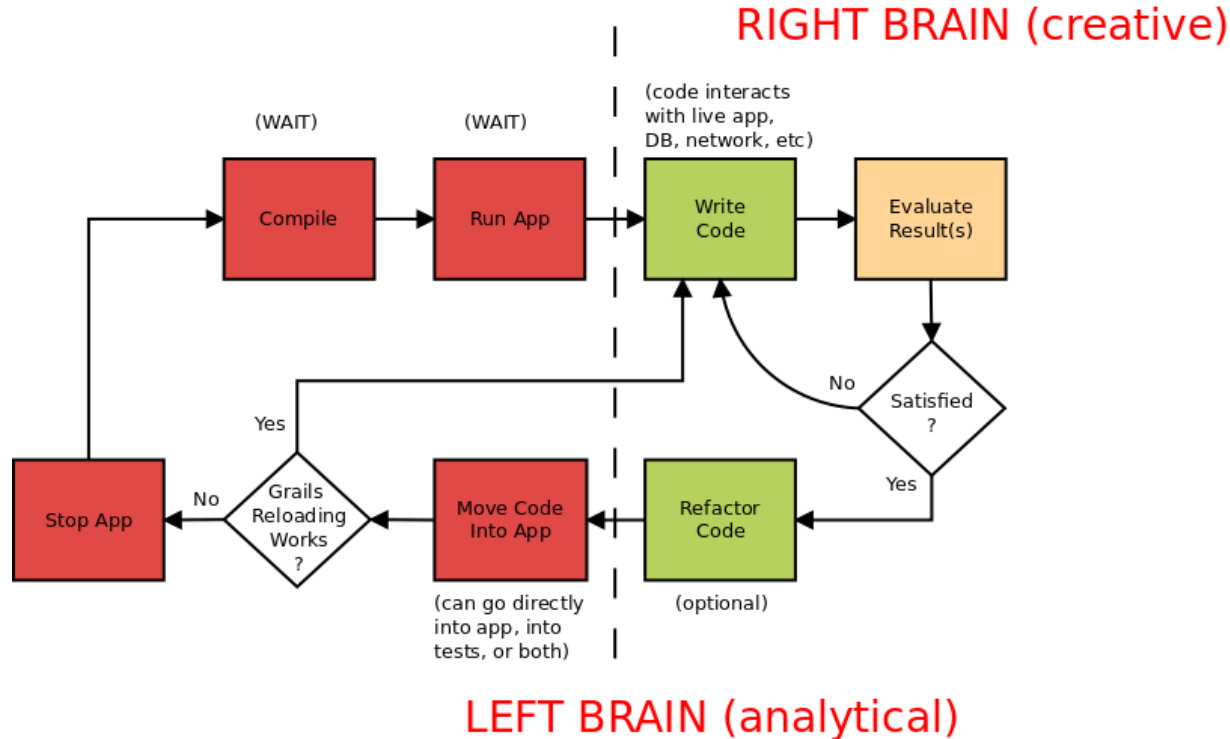 RIGHT BRAIN (creative)
(WAIT)
(WAIT)
(code interacts
with live app,
DB, network, etc)
Compile
Run App
Write
Code
Evaluate
Result(s)
No
Satisfied
?
Yes
Yes
No
Stop App
Grails
Reloading
Works
?
Move Code
Into App
Refactor
Code
(can go directly
into app, into
tests, or both)
(optional)
LEFT BRAIN (analytical)